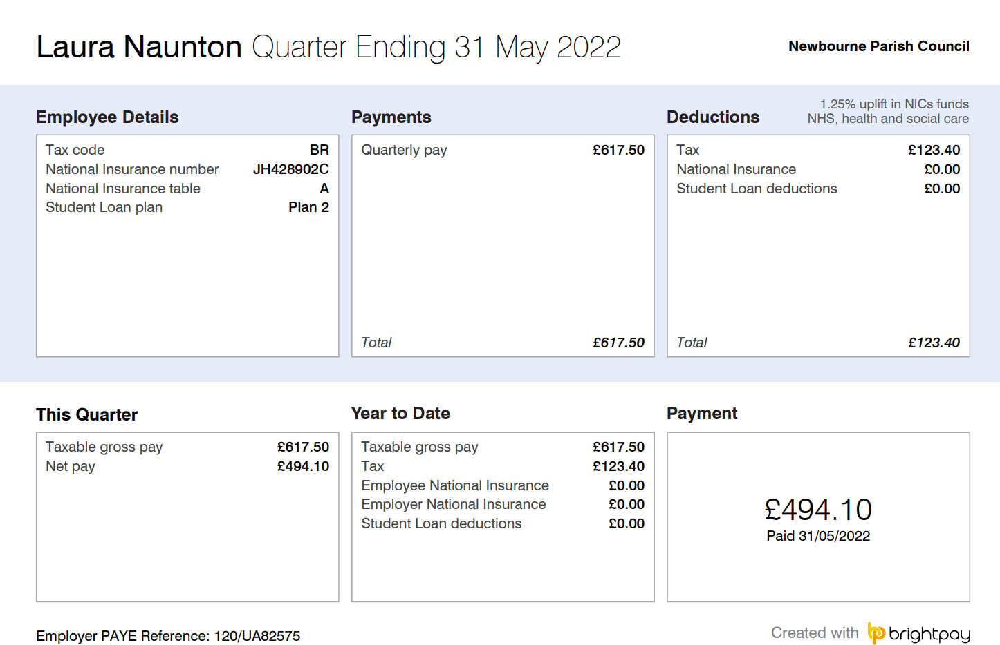 Laura Naunton Quarter Ending 31 May 2022
Newbourne Parish Council
Employee Details
Tax code BR
National Insurance number JH428902C
National Insurance table A
Student Loan plan Plan 2
Payments
Quarterly pay £617.50
Total £617.50
Deductions
1.25% uplift in NICs funds
NHS, health and social care
Tax £123.40
National Insurance £0.00
Student Loan deductions £0.00
Total £123.40
This Quarter
Taxable gross pay £617.50
Net pay £494.10
Year to Date
Taxable gross pay £617.50
Tax £123.40
Employee National Insurance £0.00
Employer National Insurance £0.00
Student Loan deductions £0.00
Payment
£494.10
Paid 31/05/2022
Employer PAYE Reference: 120/UA82575
Created with bp brightpay